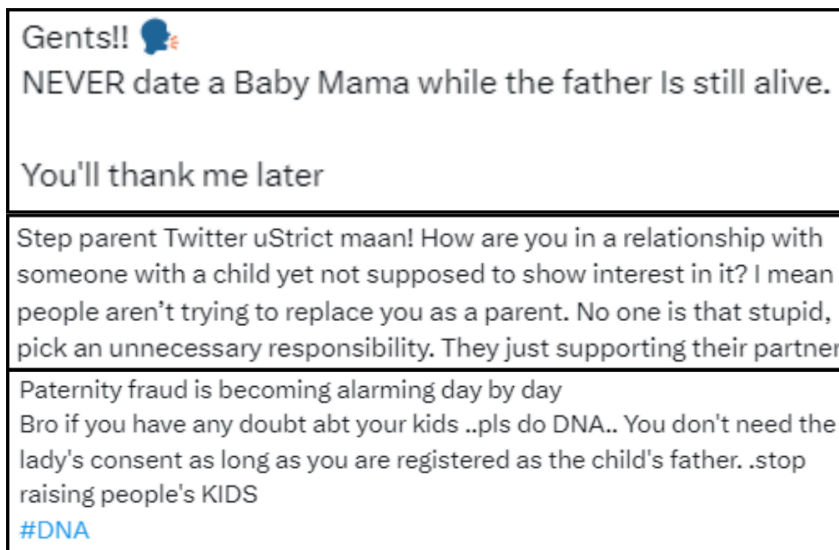 Gents!! 🗣️
NEVER date a Baby Mama while the father Is still alive.
You'll thank me later
Step parent Twitter uStrict maan! How are you in a relationship with
someone with a child yet not supposed to show interest in it? I mean
people aren’t trying to replace you as a parent. No one is that stupid,
pick an unnecessary responsibility. They just supporting their partner
Paternity fraud is becoming alarming day by day
Bro if you have any doubt abt your kids ..pls do DNA.. You don't need the
lady's consent as long as you are registered as the child's father. .stop
raising people's KIDS
#DNA